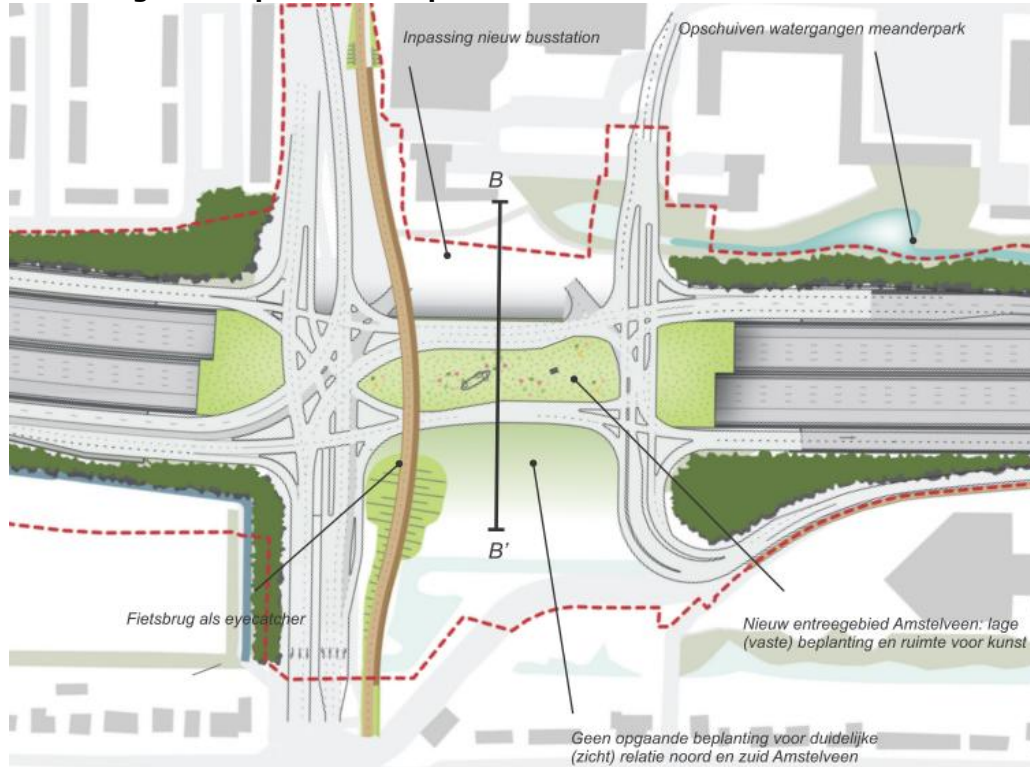 Inpassing nieuw busstation
Opschuiven watergangen meanderpark
B
B'
Fietsbrug als eyecatcher
Nieuw entreegebied Amstelveen: lage
(vaste) beplanting en ruimte voor kunst
Geen opgaande beplanting voor duidelijke
(zicht) relatie noord en zuid Amstelveen